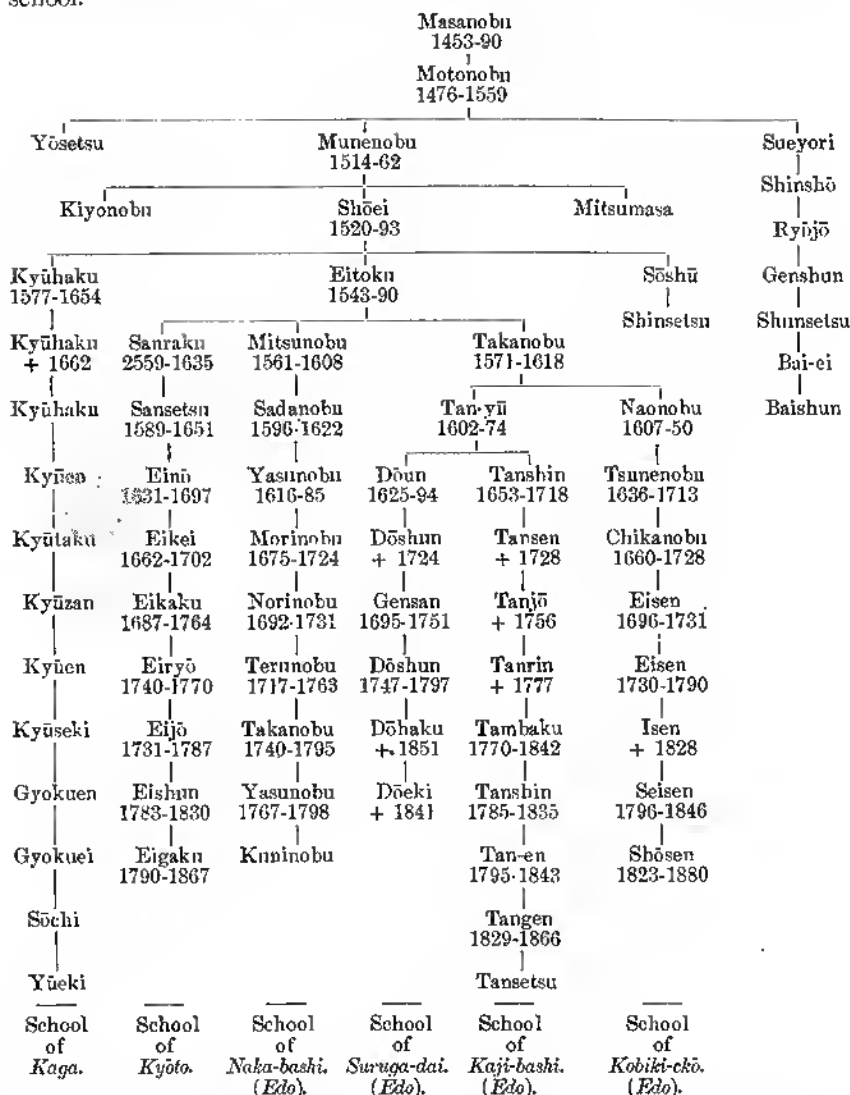 school.
Masanobu
1453-90
Motonobu
1476-1559
Yōsetsu Munenobu Sueyori
1514-62
Shinshō
Kiyonobu Shōei Mitsumasa
1520-93
Ryōjō
Kyūhaku Eitoku Sōshū Genshun
1577-1654 1543-90
Shinsetsu Shunsetsu
Kyūhaku Sanraku Mitsunobu Takanobu Bai-ei
+ 1662 2559-1635 1561-1608 1571-1618
Kyūhaku Sansetsu Sadanobu Tan-yū Naonobu Baishun
1589-1651 1596-1622 1602-74 1607-50
Kyūen Einō Yasunobu Dōun Tanshin Tsunenobu
1631-1697 1616-85 1625-94 1653-1718 1636-1713
Kyūtaku Eikei Morinobu Dōshun Tansen Chikanobu
1662-1702 1675-1724 + 1724 + 1728 1660-1728
Kyūzan Eikaku Norinobu Gensan Tanjō Eisen
1687-1764 1692-1731 1695-1751 + 1756 1696-1731
Kyūen Eiryō Terunobu Dōshun Tanrin Eisen
1740-1770 1717-1763 1747-1797 + 1777 1730-1790
Kyūseki Eijō Takanobu Dōhaku Tambaku Isen
1731-1787 1740-1795 + 1851 1770-1842 + 1828
Gyokuen Eishun Yasunobu Dōeki Tanshin Seisen
1783-1830 1767-1798 + 1841 1785-1835 1796-1846
Gyokuei Eigaku Kuninobu Tan-en Shōsen
1790-1867 1795-1843 1823-1880
Sōchi Tangen
1829-1866
Yūeki Tansetsu
School School School School School School
of of of of of of
Kaga. Kyōto. Naka-bashi. Suruga-dai. Kaji-bashi. Kobiki-ckō.
(Edo). (Edo). (Edo). (Edo).